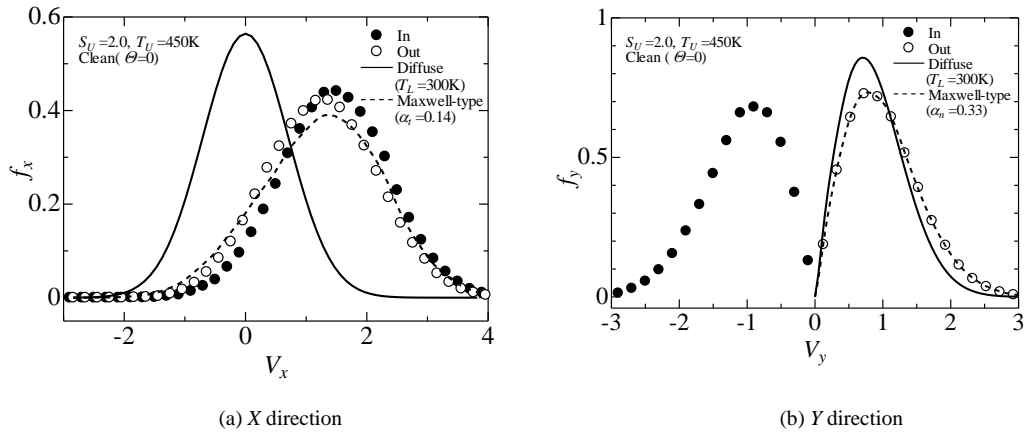 0.6
0.4
0.2
0
f_x
S_U=2.0, T_U=450K
Clean( Θ=0)
In
Out
Diffuse
(T_L=300K)
Maxwell-type
(α_t=0.14)
-2 0 2 4
V_x
(a) X direction
1
0.5
0
f_y
S_U=2.0, T_U=450K
Clean ( Θ=0)
In
Out
Diffuse
(T_L=300K)
Maxwell-type
(α_n=0.33)
-3 -2 -1 0 1 2 3
V_y
(b) Y direction